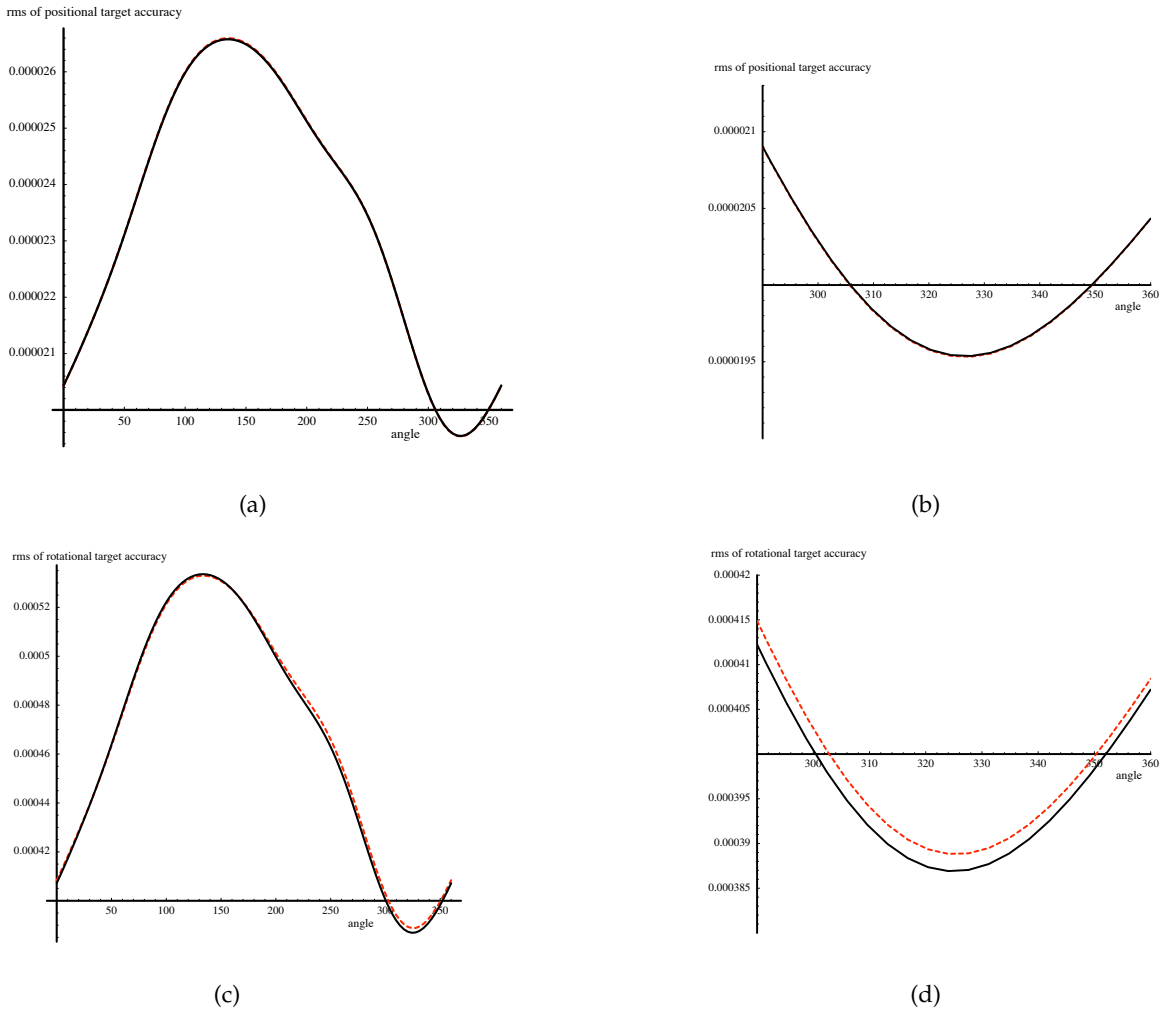 rms of positional target accuracy
0.000026
0.000025
0.000024
0.000023
0.000022
0.000021
50 100 150 200 250 300 350
angle
(a)
rms of positional target accuracy
0.000021
0.0000205
300 310 320 330 340 350 360
angle
0.0000195
(b)
rms of rotational target accuracy
0.00052
0.0005
0.00048
0.00046
0.00044
0.00042
50 100 150 200 250 300 350
angle
(c)
rms of rotational target accuracy
0.00042
0.000415
0.00041
0.000405
300 310 320 330 340 350 360
angle
0.000395
0.00039
0.000385
(d)